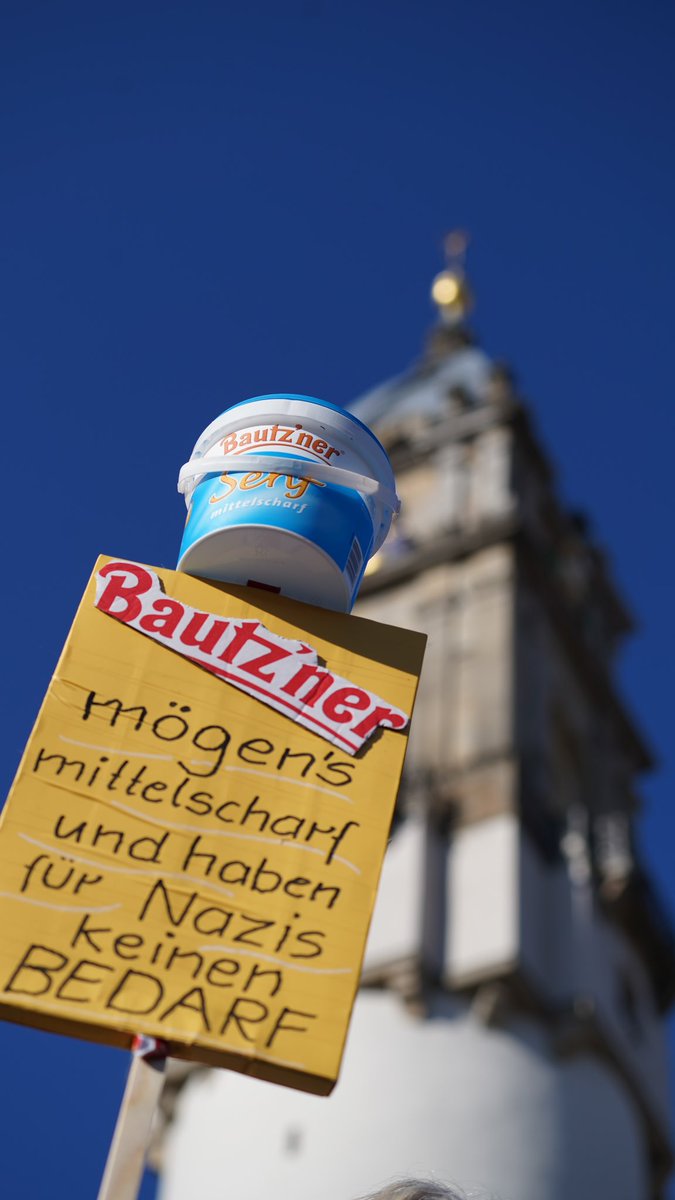 Bautz'ner
Senf
mittelscharf
Bautz'ner
mögen's
mittelscharf
und haben
für Nazis
keinen
BEDARF